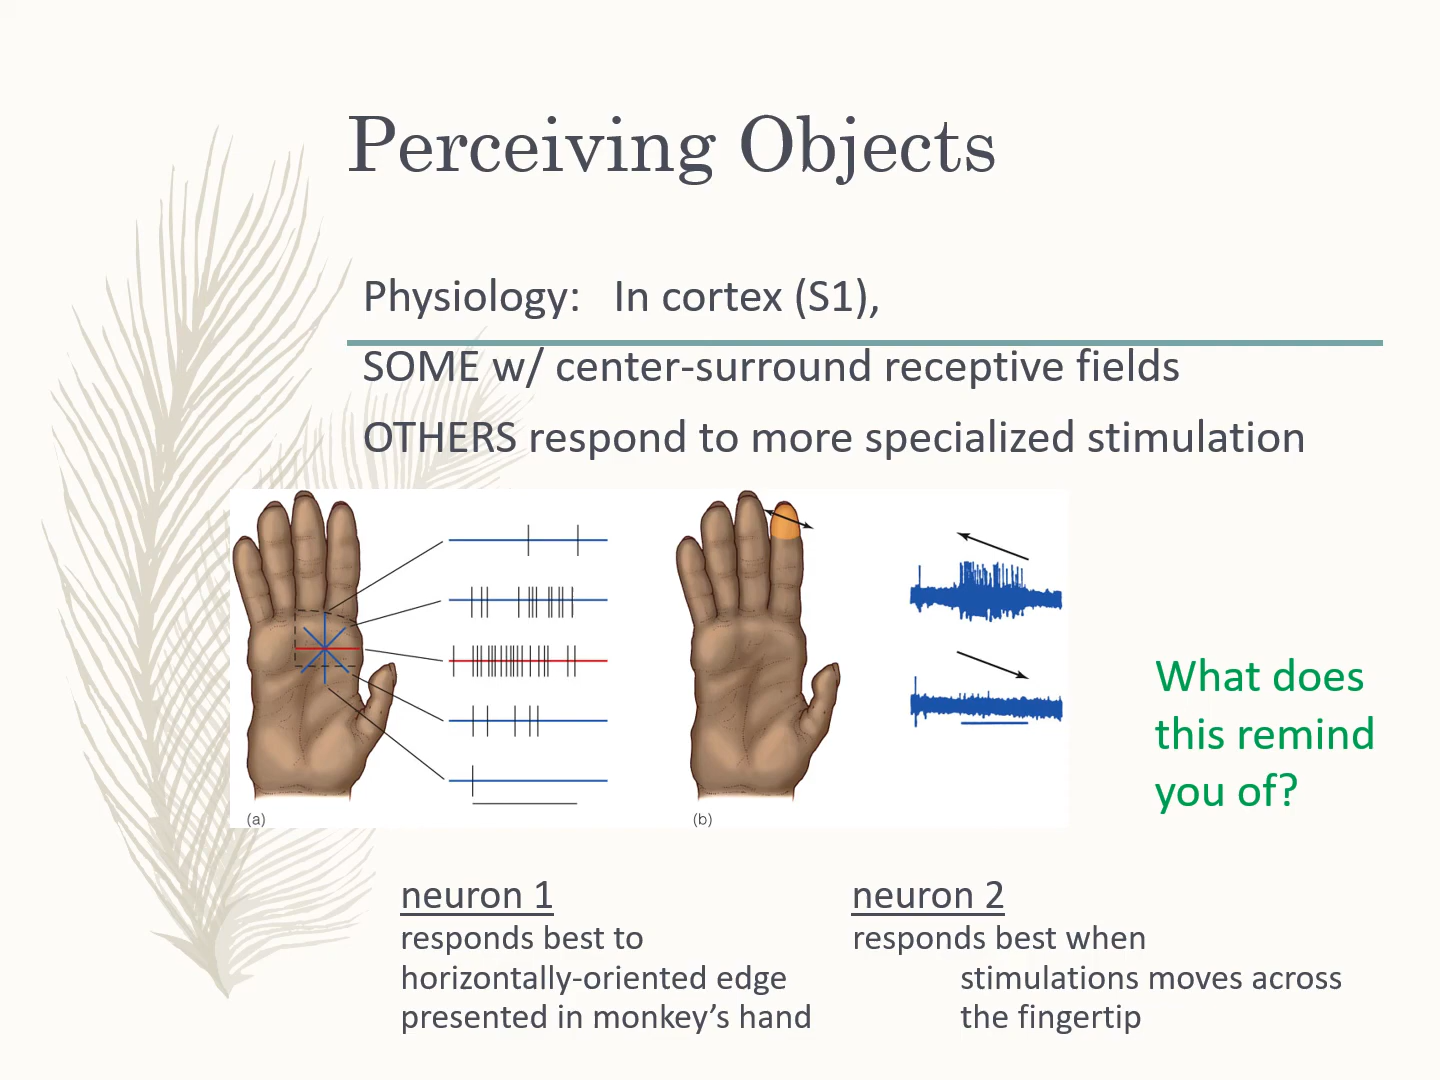 Perceiving Objects
Physiology:   In cortex (S1),
SOME w/ center-surround receptive fields
OTHERS respond to more specialized stimulation
(a)
(b)
What does
this remind
you of?
neuron 1
responds best to
horizontally-oriented edge
presented in monkey’s hand
neuron 2
responds best when
stimulations moves across
the fingertip